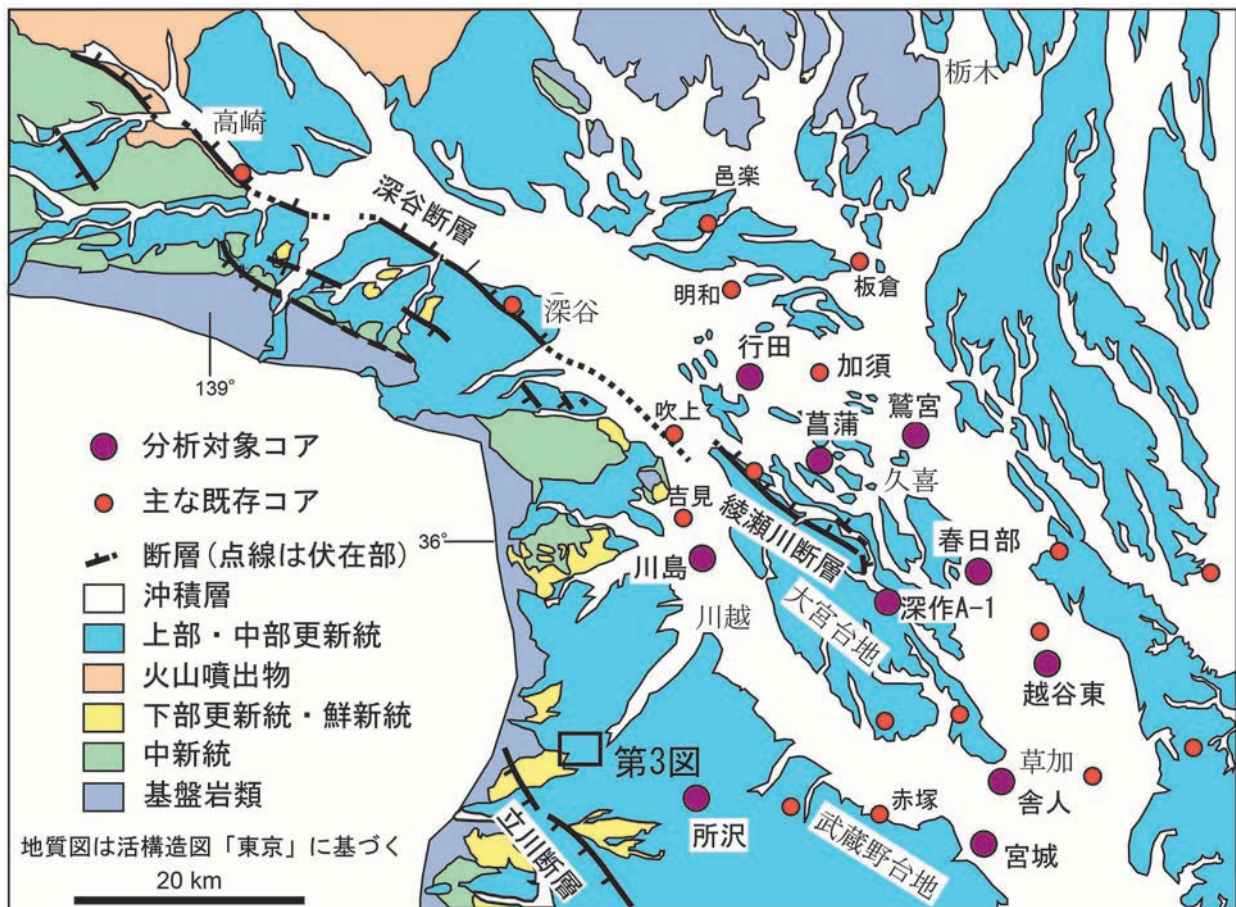 栃木
高崎
邑楽
深谷断層
板倉
明和
深谷
139°
行田
加須
鷲宮
吹上
菖蒲
久喜
分析対象コア
主な既存コア
吉見
綾瀬川断層
36°
春日部
断層(点線は伏在部)
川島
沖積層
深作A-1
大宮台地
川越
上部・中部更新統
越谷東
火山噴出物
下部更新統・鮮新統
第3図
草加
中新統
舎人
赤塚
基盤岩類
所沢
武蔵野台地
宮城
立川断層
地質図は活構造図「東京」に基づく
20 km